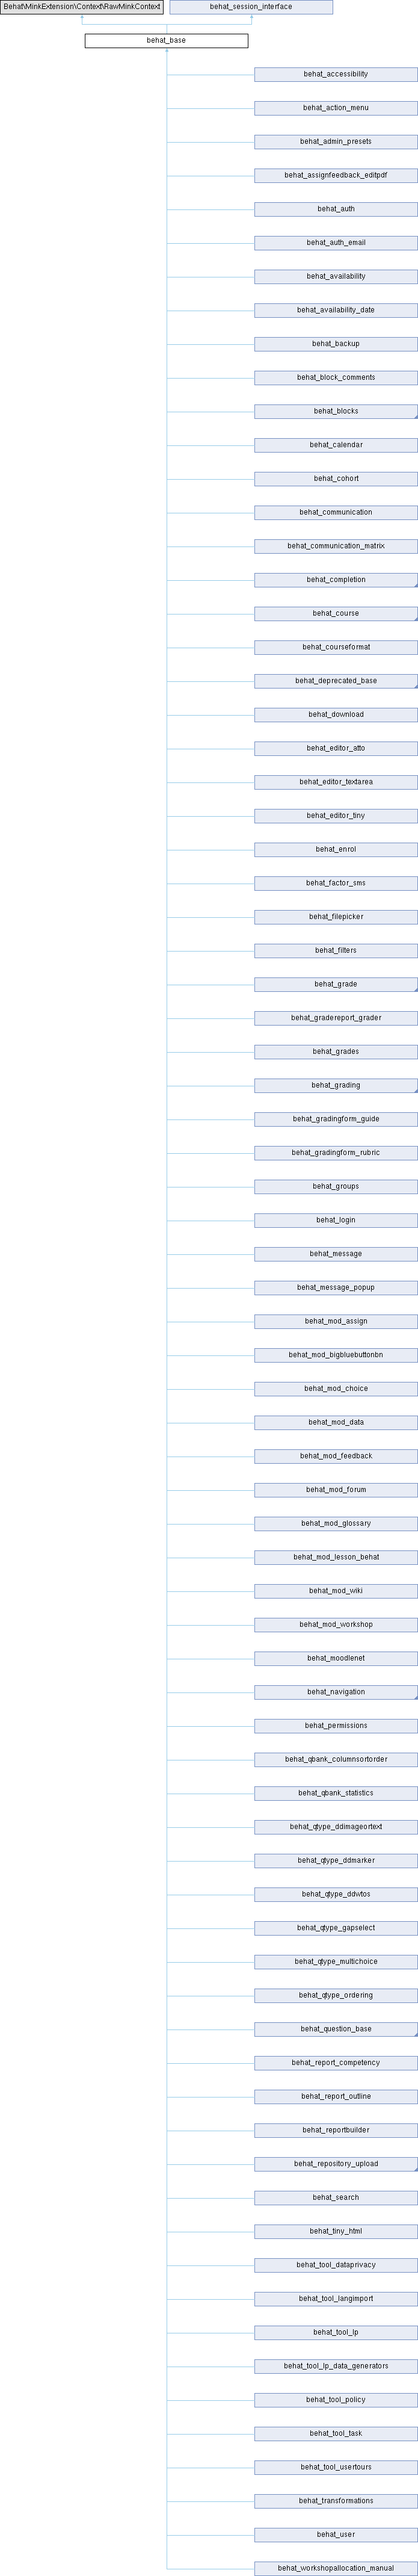 Behat\MinkExtension\Context\RawMinkContext
behat_session_interface
behat_base
behat_accessibility
behat_action_menu
behat_admin_presets
behat_assignfeedback_editpdf
behat_auth
behat_auth_email
behat_availability
behat_availability_date
behat_backup
behat_block_comments
behat_blocks
behat_calendar
behat_cohort
behat_communication
behat_communication_matrix
behat_completion
behat_course
behat_courseformat
behat_deprecated_base
behat_download
behat_editor_atto
behat_editor_textarea
behat_editor_tiny
behat_enrol
behat_factor_sms
behat_filepicker
behat_filters
behat_grade
behat_gradereport_grader
behat_grades
behat_grading
behat_gradingform_guide
behat_gradingform_rubric
behat_groups
behat_login
behat_message
behat_message_popup
behat_mod_assign
behat_mod_bigbluebuttonbn
behat_mod_choice
behat_mod_data
behat_mod_feedback
behat_mod_forum
behat_mod_glossary
behat_mod_lesson_behat
behat_mod_wiki
behat_mod_workshop
behat_moodlenet
behat_navigation
behat_permissions
behat_qbank_columnsortorder
behat_qbank_statistics
behat_qtype_ddimageortext
behat_qtype_ddmarker
behat_qtype_ddwtos
behat_qtype_gapselect
behat_qtype_multichoice
behat_qtype_ordering
behat_question_base
behat_report_competency
behat_report_outline
behat_reportbuilder
behat_repository_upload
behat_search
behat_tiny_html
behat_tool_dataprivacy
behat_tool_langimport
behat_tool_lp
behat_tool_lp_data_generators
behat_tool_policy
behat_tool_task
behat_tool_usertours
behat_transformations
behat_user
behat_workshopallocation_manual